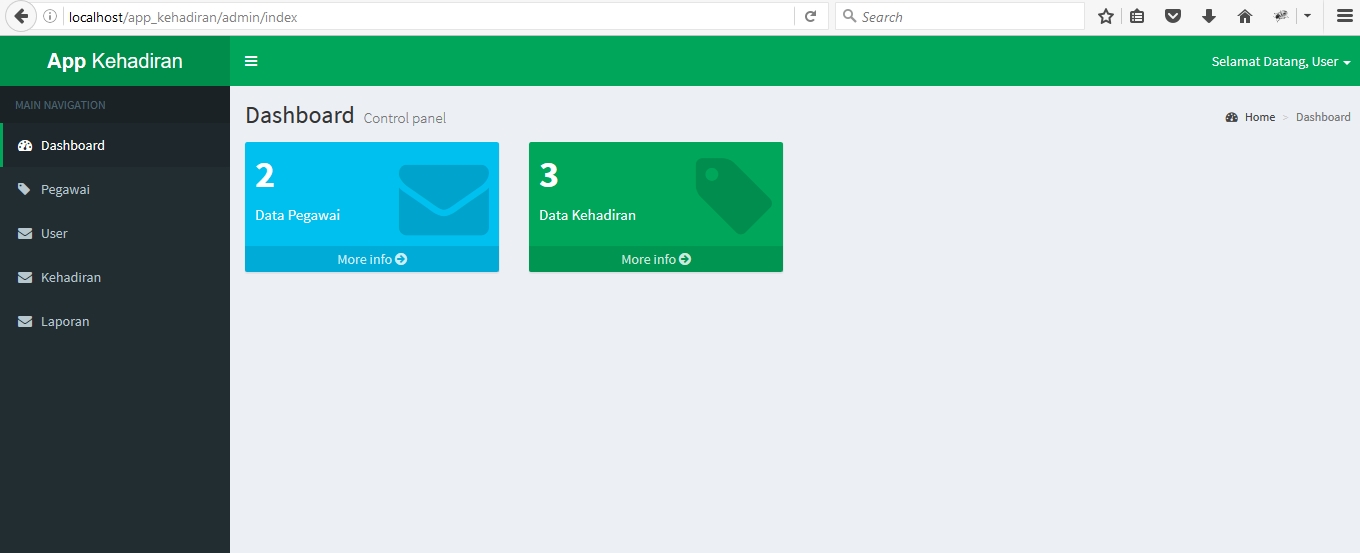 localhost/app_kehadiran/admin/index
Search
App Kehadiran
Selamat Datang, User
MAIN NAVIGATION
Dashboard
Pegawai
User
Kehadiran
Laporan
Dashboard Control panel
Home > Dashboard
2
Data Pegawai
More info
3
Data Kehadiran
More info